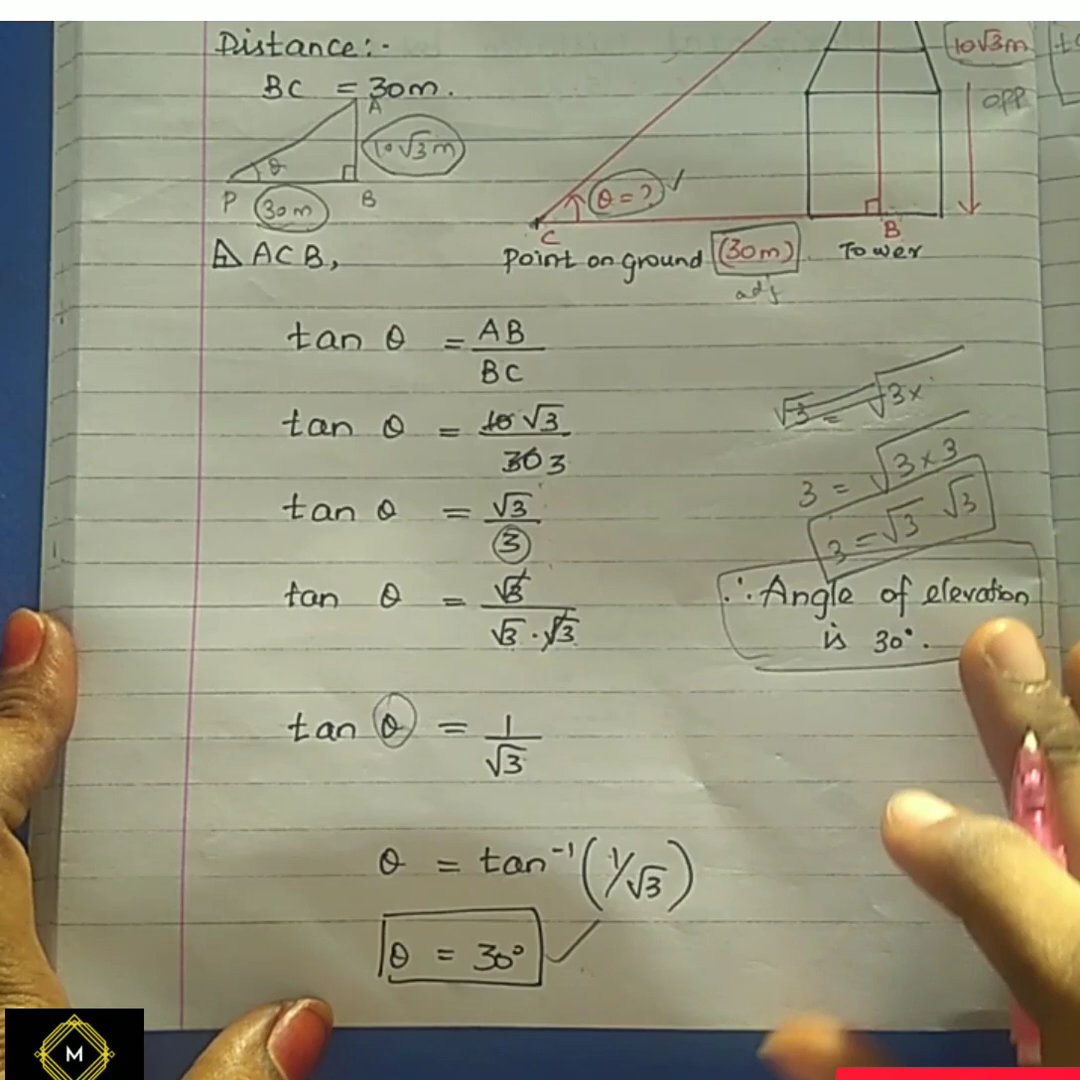 Distance:-
BC = 30m.
A
10√3 m
θ
P 30m B
10√3m
opp
θ = ?
C
B
Point on ground (30m) Tower
adj
△ ACB,
tan θ = AB/BC
tan θ = 10√3/30 3
tan θ = √3/3
tan θ = √3/√3 · √3
tan θ = 1/√3
θ = tan⁻¹(1/√3)
θ = 30°
√3 = √3×
3 = √3×3
3 = √3 √3
∴ Angle of elevation
is 30°.
M